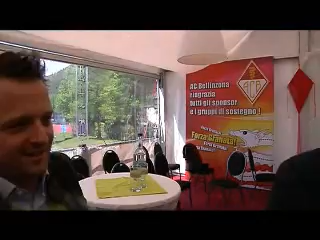 AC Bellinzona
ringrazia
tutti gli sponsor
e i gruppi di sostegno !
ACB
Forza Granata!